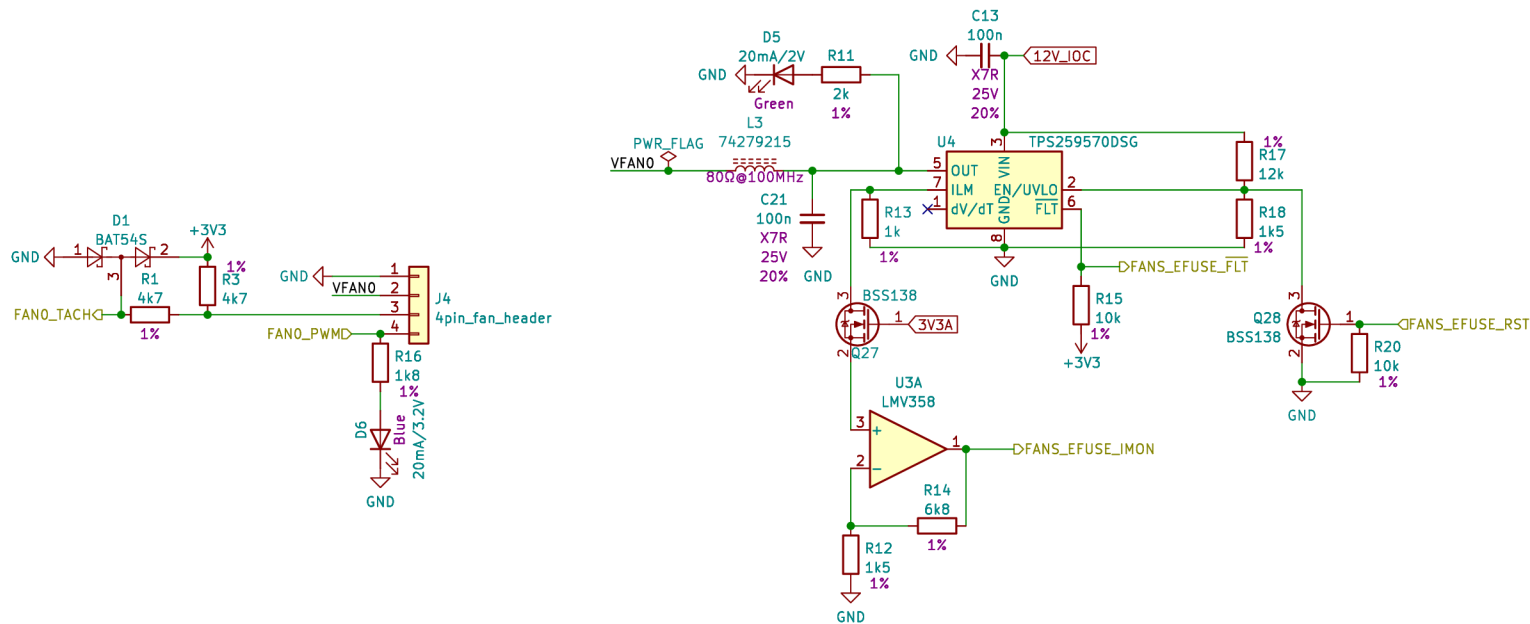 C13
100n
GND
12V_IOC
X7R
25V
20%
D5
20mA/2V
GND
Green
R11
2k
1%
L3
74279215
80Ω@100MHz
PWR_FLAG
VFAN0
C21
100n
X7R
25V
20%
GND
U4
TPS259570DSG
3
VIN
5
OUT
7
ILM
1
dV/dT
EN/UVLO
2
FLT
6
GND
8
GND
R13
1k
1%
1%
R17
12k
R18
1k5
1%
FANS_EFUSE_FLT
R15
10k
1%
+3V3
BSS138
3
1
2
Q27
3V3A
3
Q28
BSS138
1
2
FANS_EFUSE_RST
R20
10k
1%
GND
U3A
LMV358
3
+
2
−
1
FANS_EFUSE_IMON
R14
6k8
1%
R12
1k5
1%
GND
D1
BAT54S
GND
1
2
3
+3V3
R1
4k7
1%
1%
R3
4k7
FAN0_TACH
GND
VFAN0
1
2
3
4
J4
4pin_fan_header
FAN0_PWM
R16
1k8
1%
D6
Blue
20mA/3.2V
GND